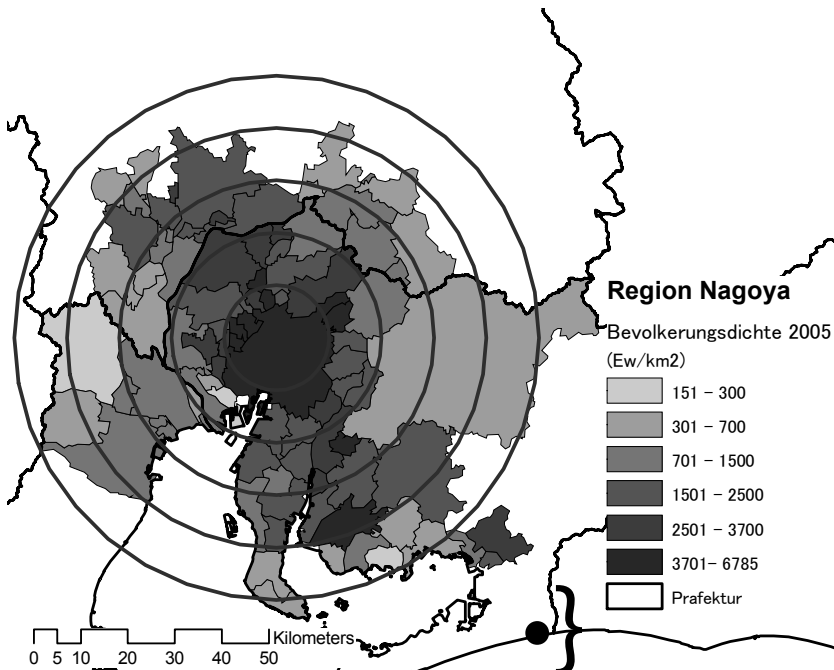 Region Nagoya
Bevolkerungsdichte 2005
(Ew/km2)
151 - 300
301 - 700
701 - 1500
1501 - 2500
2501 - 3700
3701- 6785
Prafektur
Kilometers
0 5 10 20 30 40 50